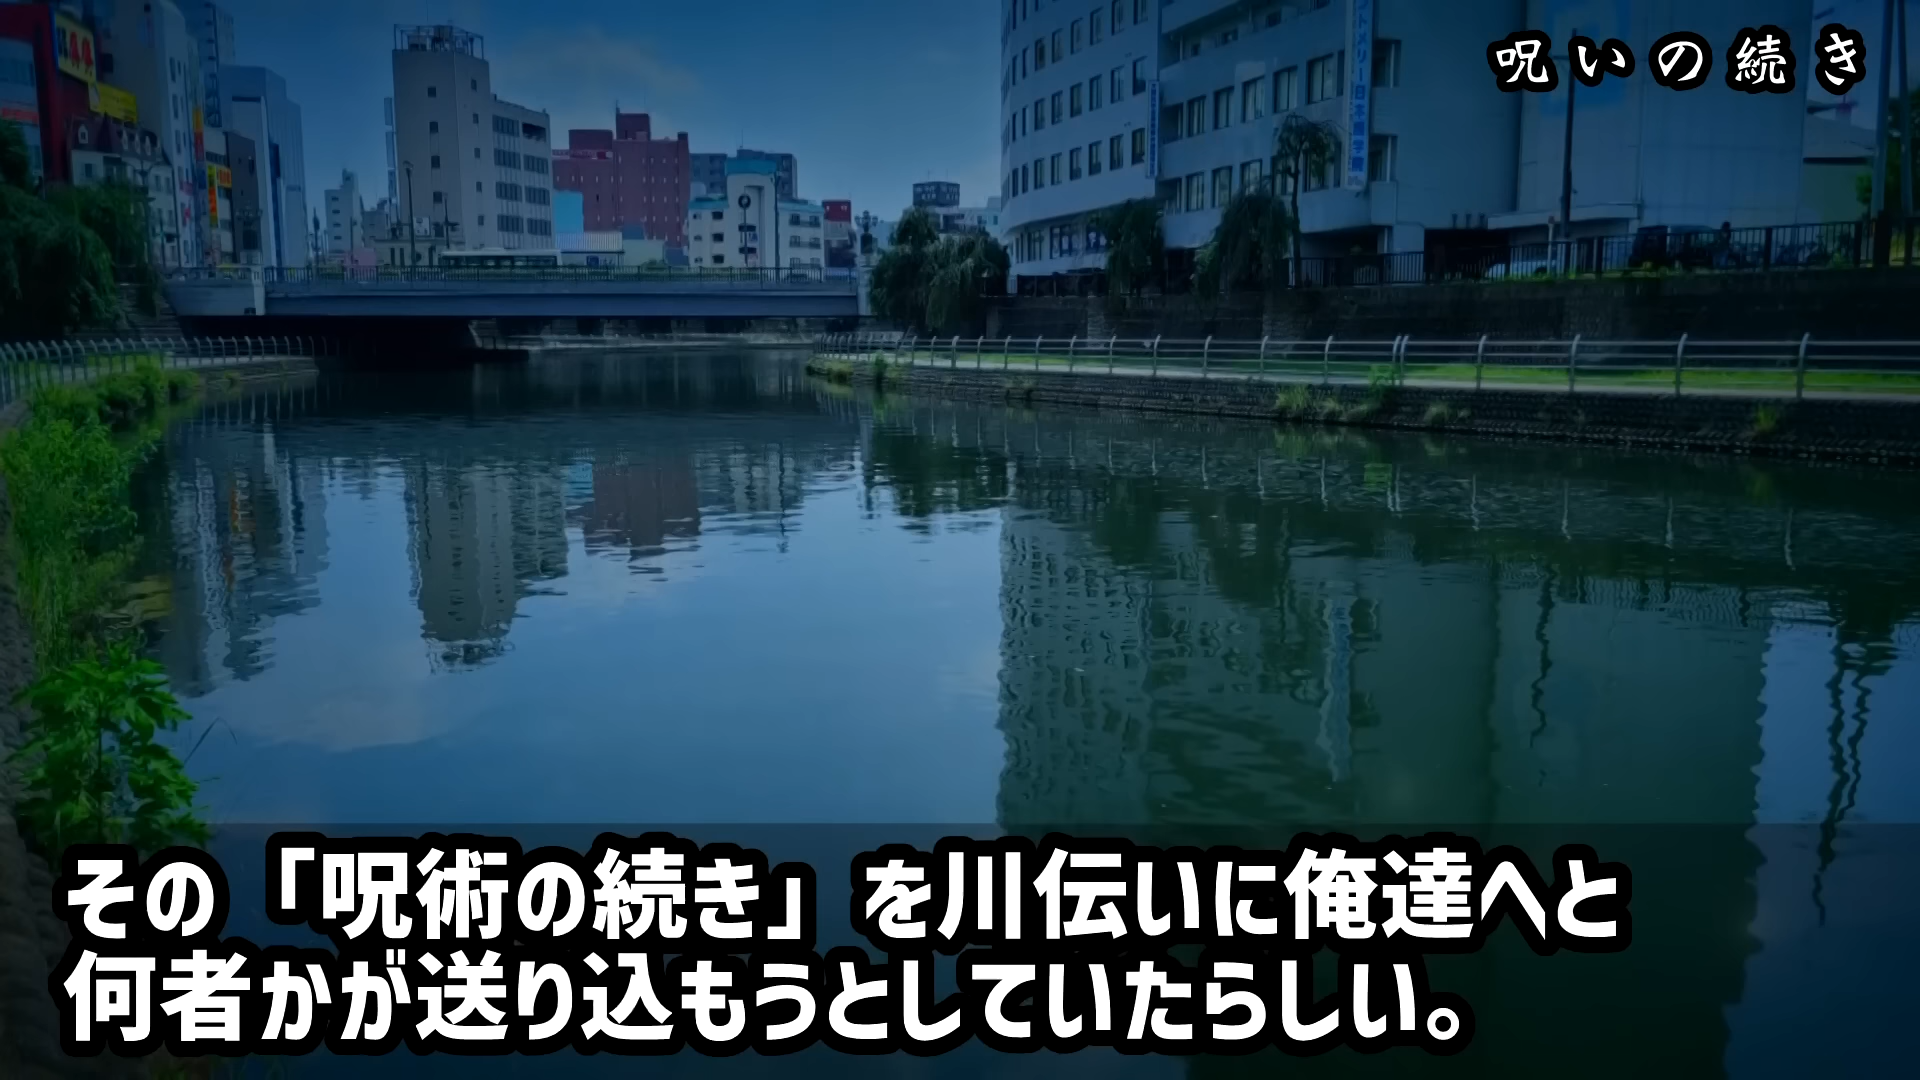 呪いの続き
その「呪術の続き」を川伝いに俺達へと
何者かが送り込もうとしていたらしい。